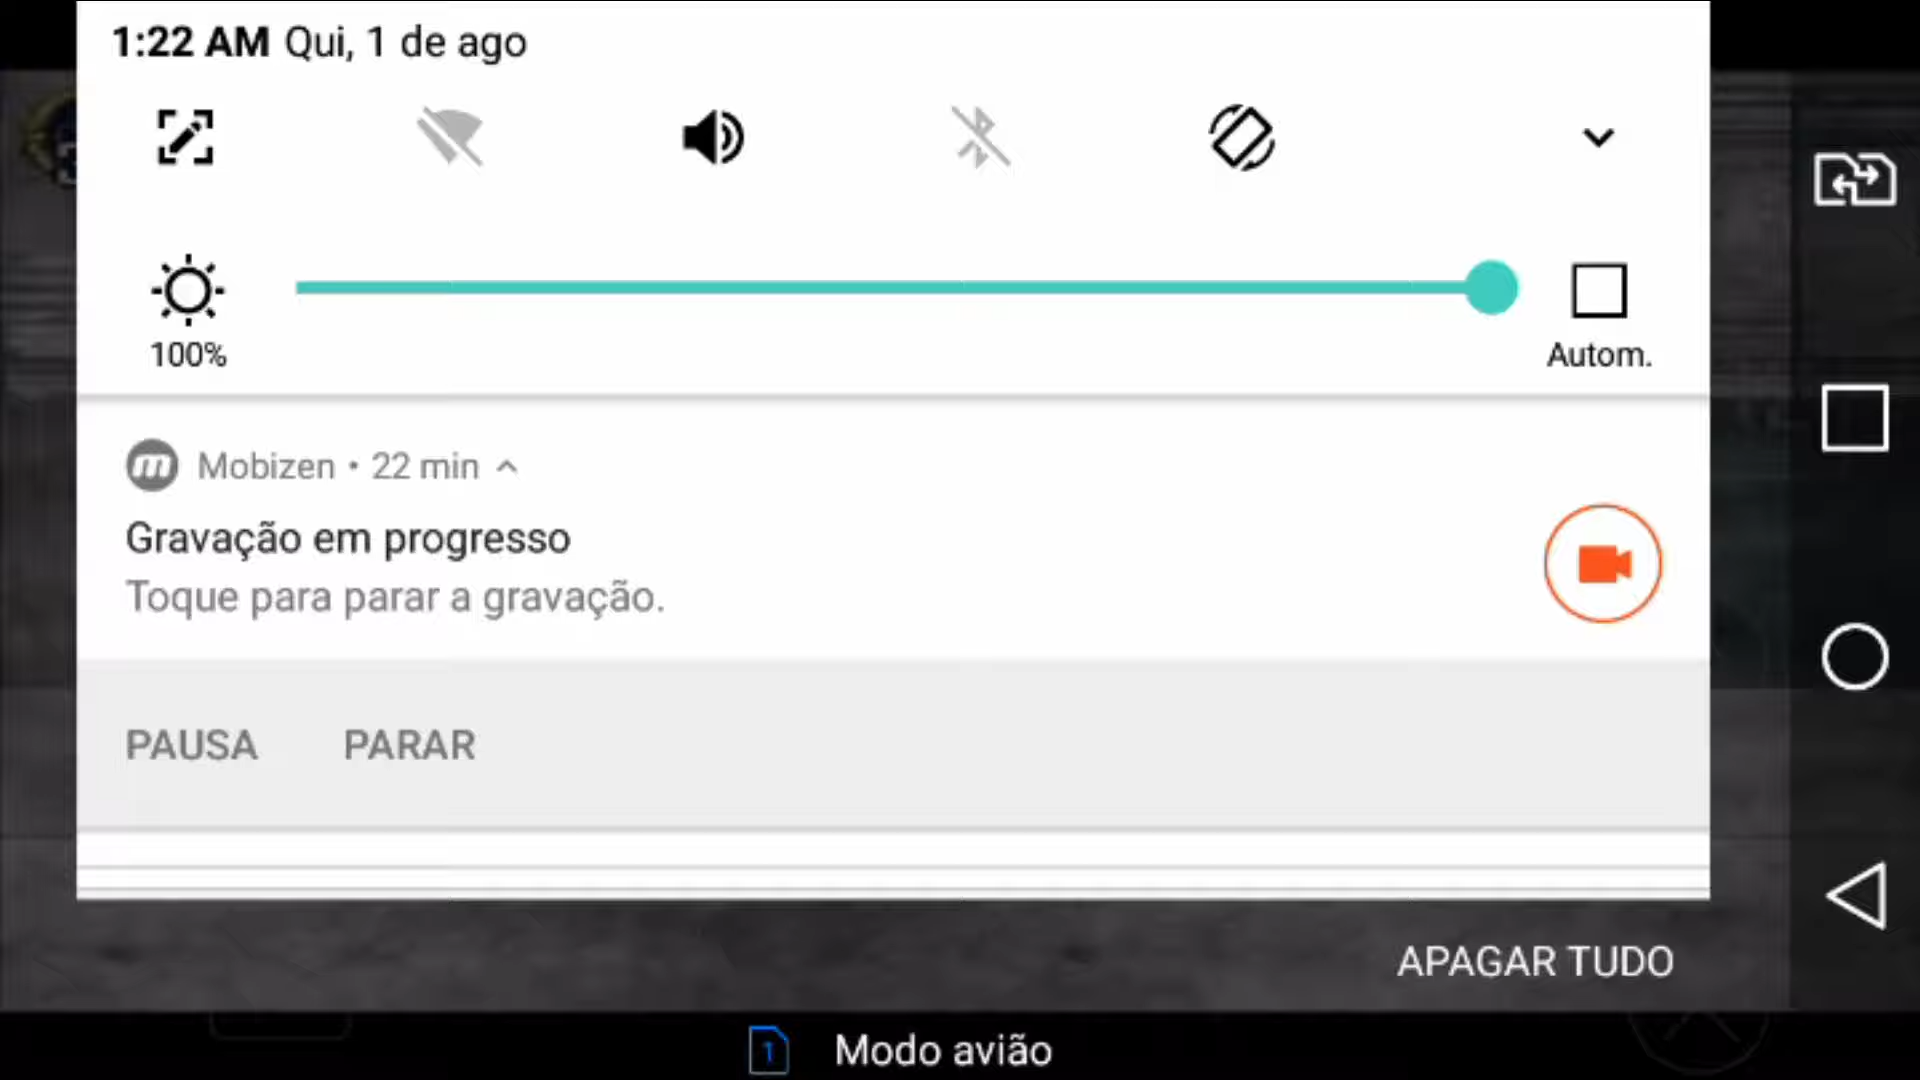 1:22 AM Qui, 1 de ago
100%
Autom.
Mobizen • 22 min
Gravação em progresso
Toque para parar a gravação.
PAUSA PARAR
APAGAR TUDO
1 Modo avião